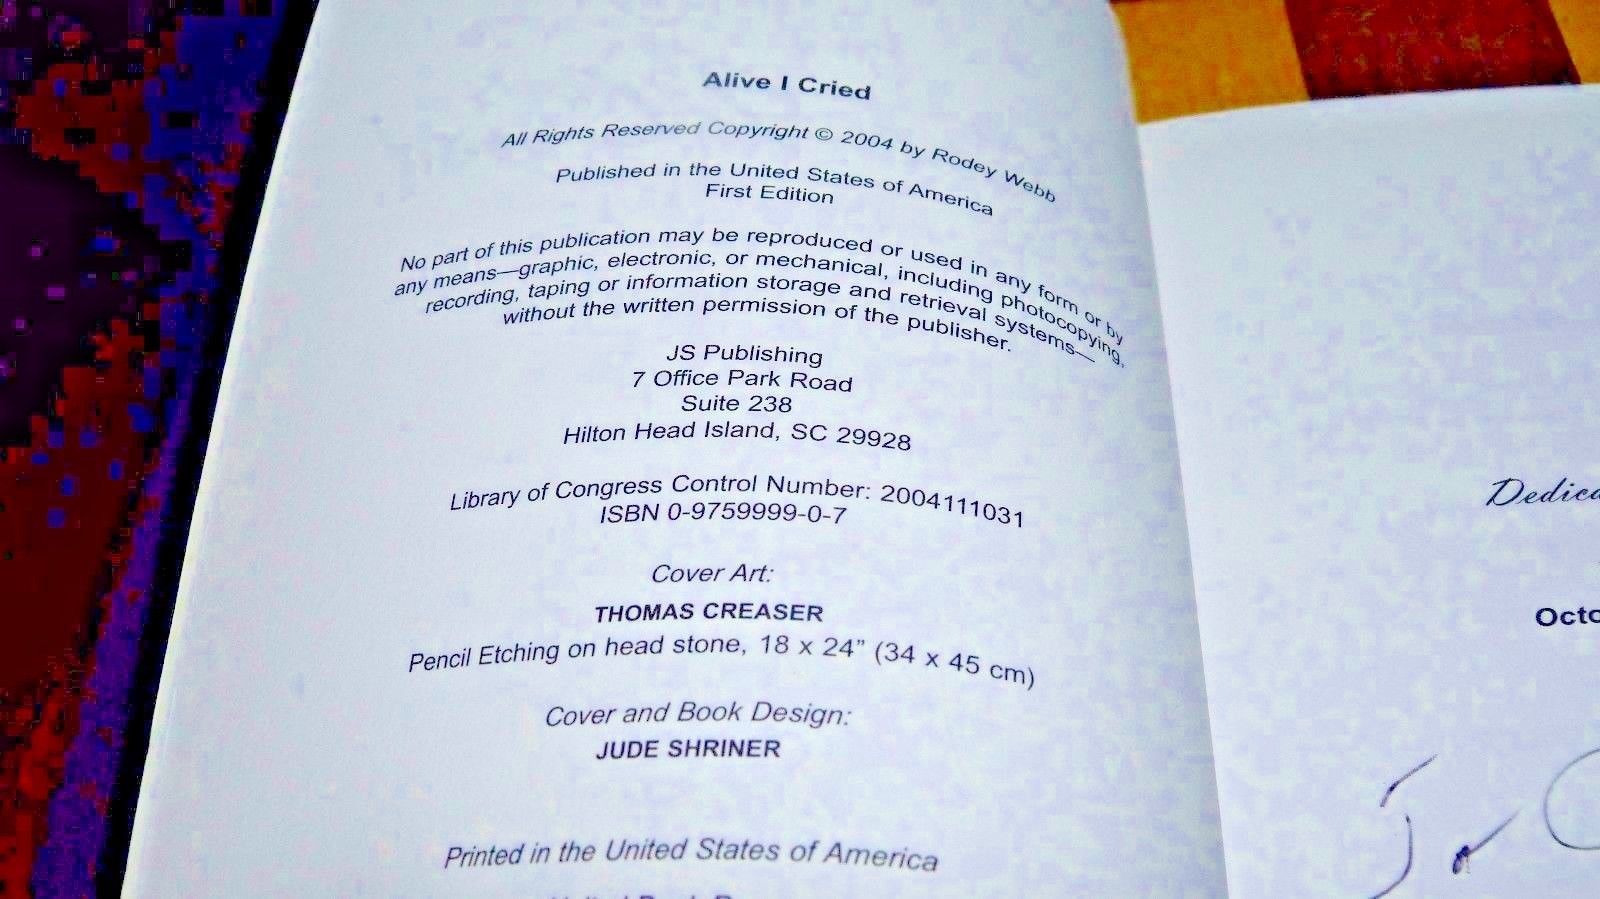 Alive I Cried
All Rights Reserved Copyright © 2004 by Rodey Webb
Published in the United States of America
First Edition
No part of this publication may be reproduced or used in any form or by
any means—graphic, electronic, or mechanical, including photocopying,
recording, taping or information storage and retrieval systems—
without the written permission of the publisher.
JS Publishing
7 Office Park Road
Suite 238
Hilton Head Island, SC 29928
Library of Congress Control Number: 2004111031
ISBN 0-9759999-0-7
Cover Art:
THOMAS CREASER
Pencil Etching on head stone, 18 x 24” (34 x 45 cm)
Cover and Book Design:
JUDE SHRINER
Printed in the United States of America
Dedica
Octo